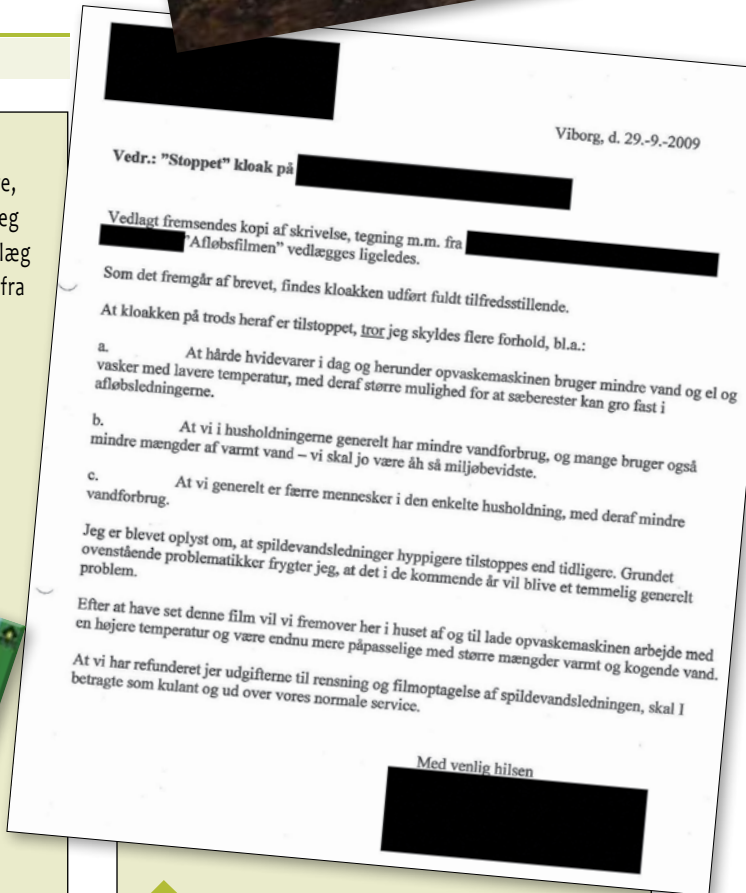 e,
eg
læg
fra
Viborg, d. 29.-9.-2009
Vedr.: "Stoppet" kloak på
Vedlagt fremsendes kopi af skrivelse, tegning m.m. fra
"Afløbsfilmen" vedlægges ligeledes.
Som det fremgår af brevet, findes kloakken udført fuldt tilfredsstillende.
At kloakken på trods heraf er tilstoppet, tror jeg skyldes flere forhold, bl.a.:
a. At hårde hvidevarer i dag og herunder opvaskemaskinen bruger mindre vand og el og
vasker med lavere temperatur, med deraf større mulighed for at sæberester kan gro fast i
afløbsledningerne.
b. At vi i husholdningerne generelt har mindre vandforbrug, og mange bruger også
mindre mængder af varmt vand – vi skal jo være åh så miljøbevidste.
c. At vi generelt er færre mennesker i den enkelte husholdning, med deraf mindre
vandforbrug.
Jeg er blevet oplyst om, at spildevandsledninger hyppigere tilstoppes end tidligere. Grundet
ovenstående problematikker frygter jeg, at det i de kommende år vil blive et temmelig generelt
problem.
Efter at have set denne film vil vi fremover her i huset af og til lade opvaskemaskinen arbejde med
en højere temperatur og være endnu mere påpasselige med større mængder varmt og kogende vand.
At vi har refunderet jer udgifterne til rensning og filmoptagelse af spildevandsledningen, skal I
betragte som kulant og ud over vores normale service.
Med venlig hilsen